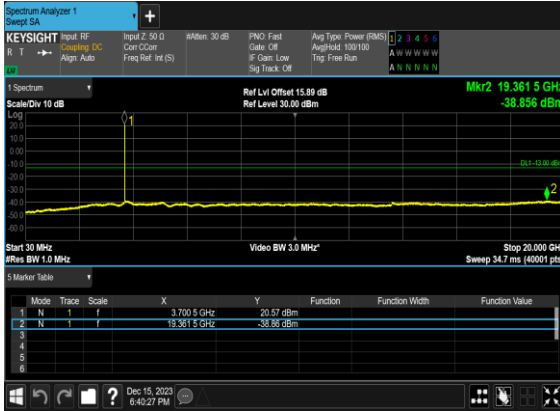 Spectrum Analyzer 1
Swept SA
+
KEYSIGHT Input: RF Input Z: 50 Ω #Atten: 30 dB PNO: Fast Avg Type: Power (RMS) 1 2 3 4 5 6
R T Coupling: DC Corr CCorr Gate: Off Avg|Hold: 100/100 A W W W W W
Align: Auto Freq Ref: Int (S) IF Gain: Low Trig: Free Run
Sig Track: Off A N N N N N
1 Spectrum
Scale/Div 10 dB
Ref Lvl Offset 15.89 dB
Ref Level 30.00 dBm
Mkr2 19.361 5 GHz
-38.856 dBm
Log
20.0
10.0
0.00
-10.0
-20.0
-30.0
-40.0
-50.0
-60.0
1
DL1 -13.00 dBm
2
Start 30 MHz Video BW 3.0 MHz* Stop 20.000 GHz
#Res BW 1.0 MHz Sweep 34.7 ms (40001 pts)
5 Marker Table
Mode Trace Scale X Y Function Function Width Function Value
1 N 1 f 3.700 5 GHz 20.57 dBm
2 N 1 f 19.361 5 GHz -38.86 dBm
3
4
5
6
?
Dec 15, 2023
6:40:27 PM